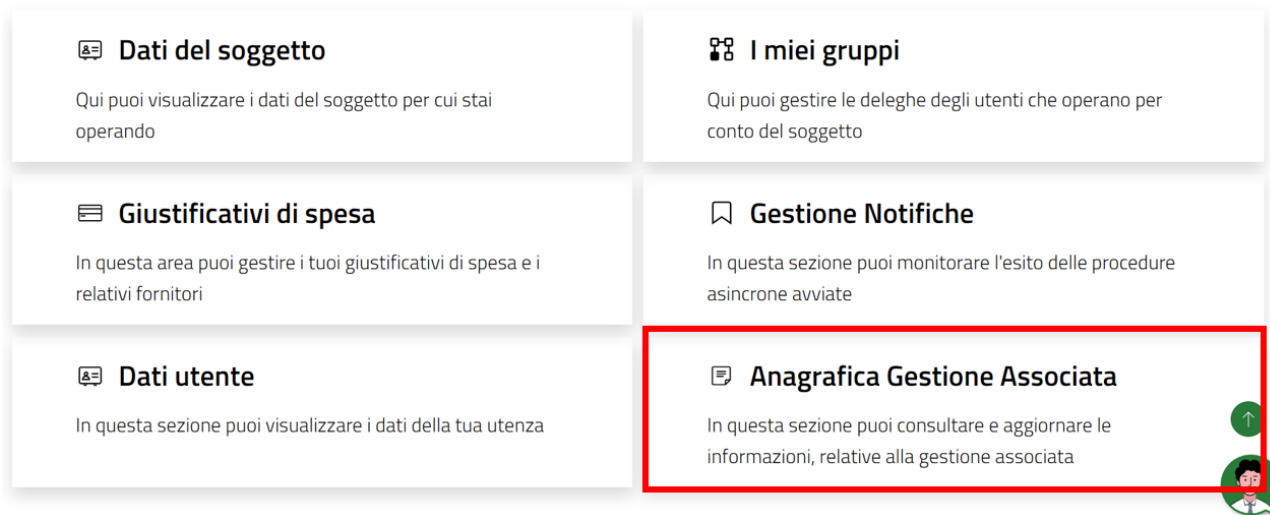 Dati del soggetto
Qui puoi visualizzare i dati del soggetto per cui stai
operando
I miei gruppi
Qui puoi gestire le deleghe degli utenti che operano per
conto del soggetto
Giustificativi di spesa
In questa area puoi gestire i tuoi giustificativi di spesa e i
relativi fornitori
Gestione Notifiche
In questa sezione puoi monitorare l'esito delle procedure
asincrone avviate
Dati utente
In questa sezione puoi visualizzare i dati della tua utenza
Anagrafica Gestione Associata
In questa sezione puoi consultare e aggiornare le
informazioni, relative alla gestione associata